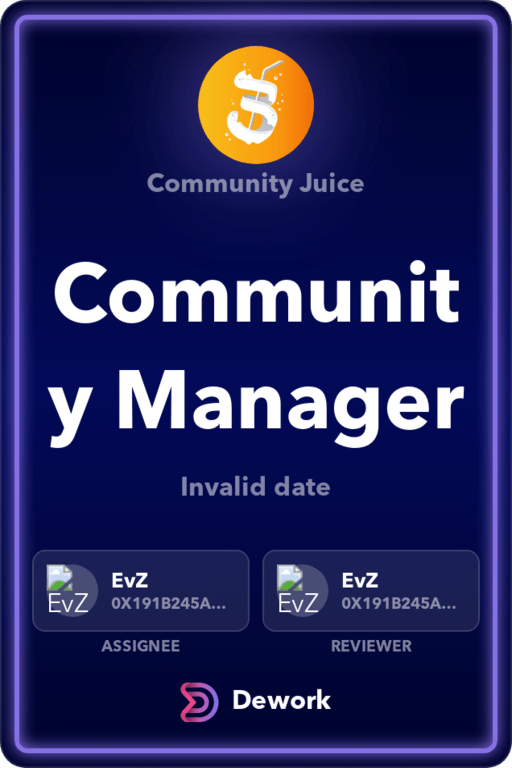 Community Juice
Communit
y Manager
Invalid date
EvZ
EvZ
0X191B245A...
EvZ
EvZ
0X191B245A...
ASSIGNEE
REVIEWER
Dework